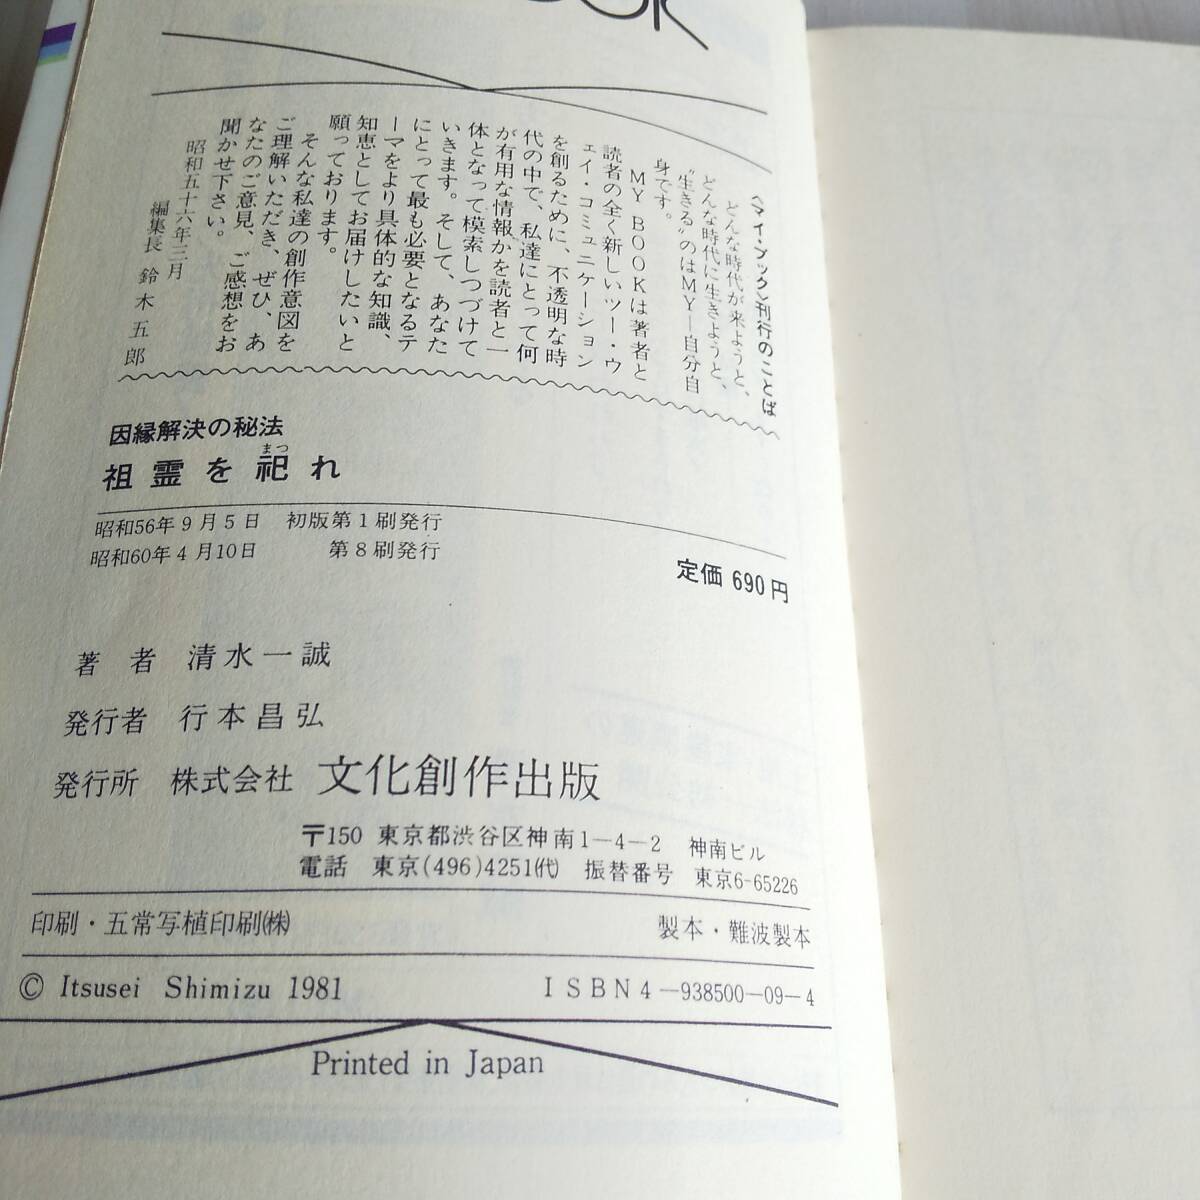 〈マイ・ブック〉刊行のことば
どんな時代が来ようと、
どんな時代に生きようと、
“生きる”のはMY―自分自
身です。
MY BOOKは著者と
読者の全く新しいツー・ウ
ェイ・コミュニケーション
を創るために、不透明な時
代の中で、私達にとって何
が有用な情報かを読者と一
体となって模索しつづけて
いきます。そして、あなた
にとって最も必要となるテ
ーマをより具体的な知識、
知恵としてお届けしたいと
願っております。
そんな私達の創作意図を
ご理解いただき、ぜひ、あ
なたのご意見、ご感想をお
聞かせ下さい。
昭和五十六年三月
編集長 鈴木五郎
因縁解決の秘法
祖霊を祀れ
まつ
昭和56年9月5日 初版第1刷発行
昭和60年4月10日 第8刷発行
定価 690円
著者 清水一誠
発行者 行本昌弘
発行所 株式会社 文化創作出版
〒150 東京都渋谷区神南1―4―2 神南ビル
電話 東京(496)4251㈹ 振替番号 東京6-65226
印刷・五常写植印刷㈱ 製本・難波製本
© Itsusei Shimizu 1981 ISBN4―938500―09―4
Printed in Japan